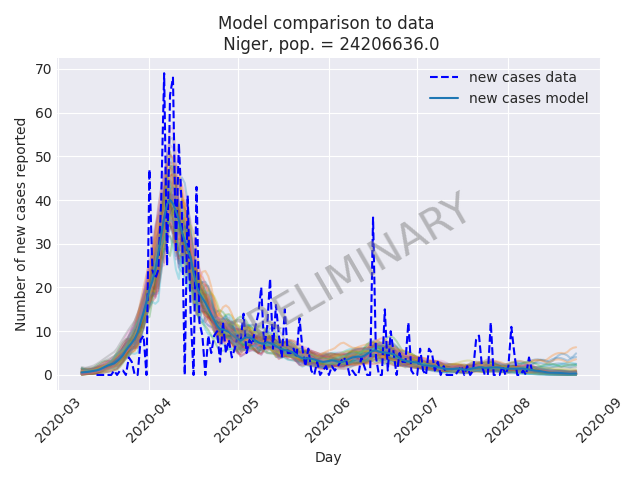 Model comparison to data
Niger, pop. = 24206636.0
new cases data
new cases model
Number of new cases reported
70
60
50
40
30
20
10
0
PRELIMINARY
2020-03
2020-04
2020-05
2020-06
2020-07
2020-08
2020-09
Day